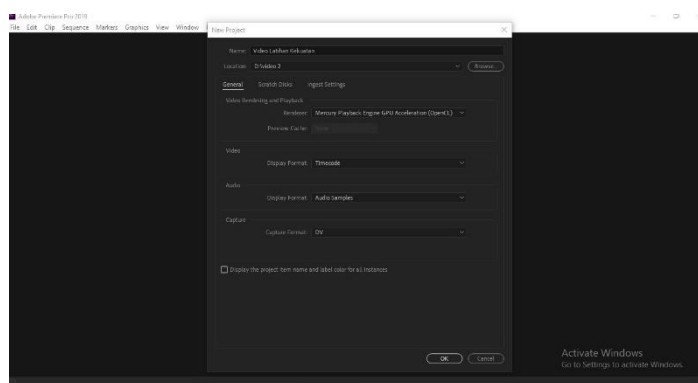 Adobe Premiere Pro 2019
File Edit Clip Sequence Markers Graphics View Window
New Project
Name: Video Latihan Kekuatan
Location: D:\video 2
Browse...
General Scratch Disks Ingest Settings
Video Rendering and Playback
Renderer: Mercury Playback Engine GPU Acceleration (OpenCL)
Preview Cache:
Video
Display Format: Timecode
Audio
Display Format: Audio Samples
Capture
Capture Format: DV
Display the project item name and label color for all instances
OK Cancel
Activate Windows
Go to Settings to activate Windows.